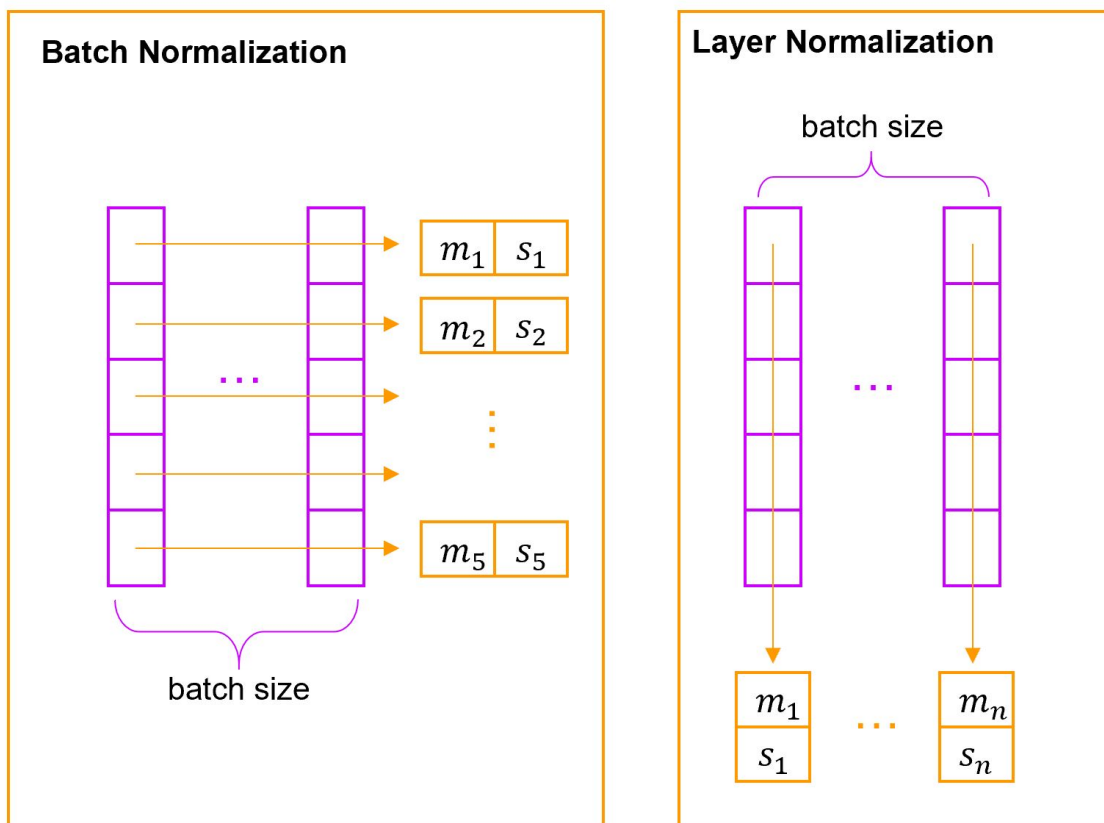 Batch Normalization
m₁ s₁
m₂ s₂
...
⋮
m₅ s₅
batch size
Layer Normalization
batch size
...
m₁ ... mₙ
s₁ sₙ